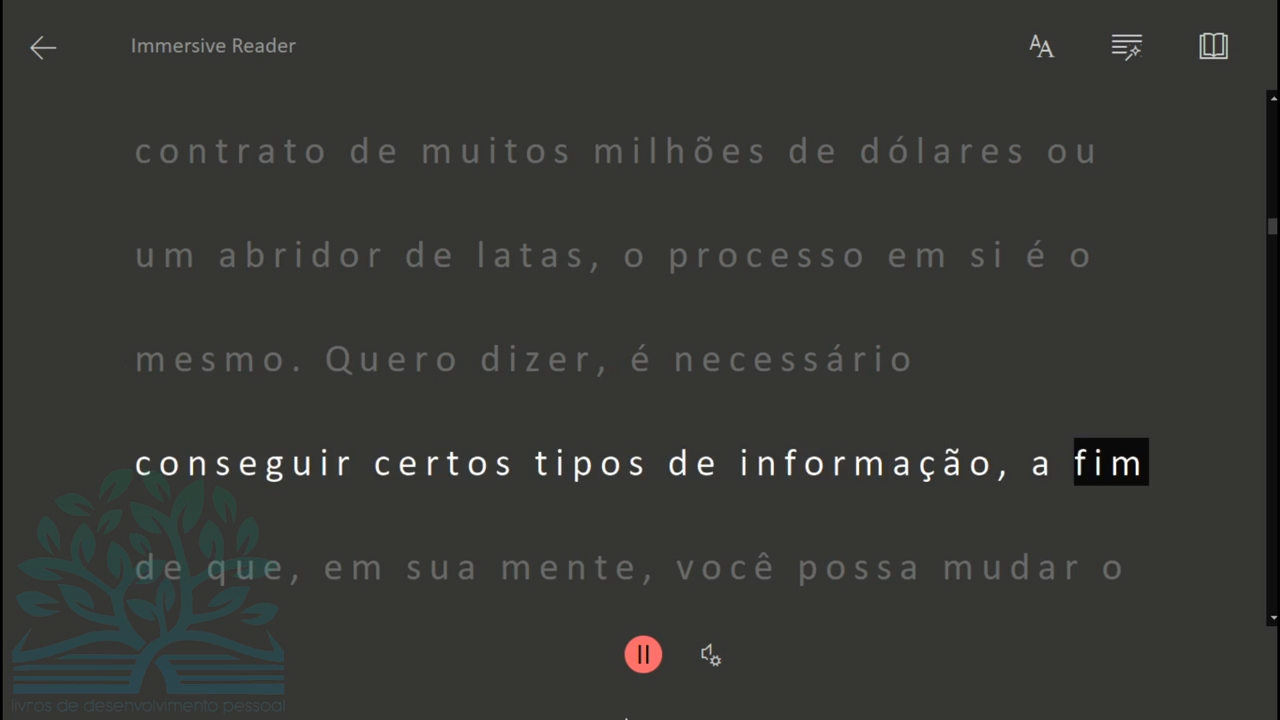 Immersive Reader
contrato de muitos milhões de dólares ou
um abridor de latas, o processo em si é o
mesmo. Quero dizer, é necessário
conseguir certos tipos de informação, a fim
de que, em sua mente, você possa mudar o
livros de desenvolvimento pessoal